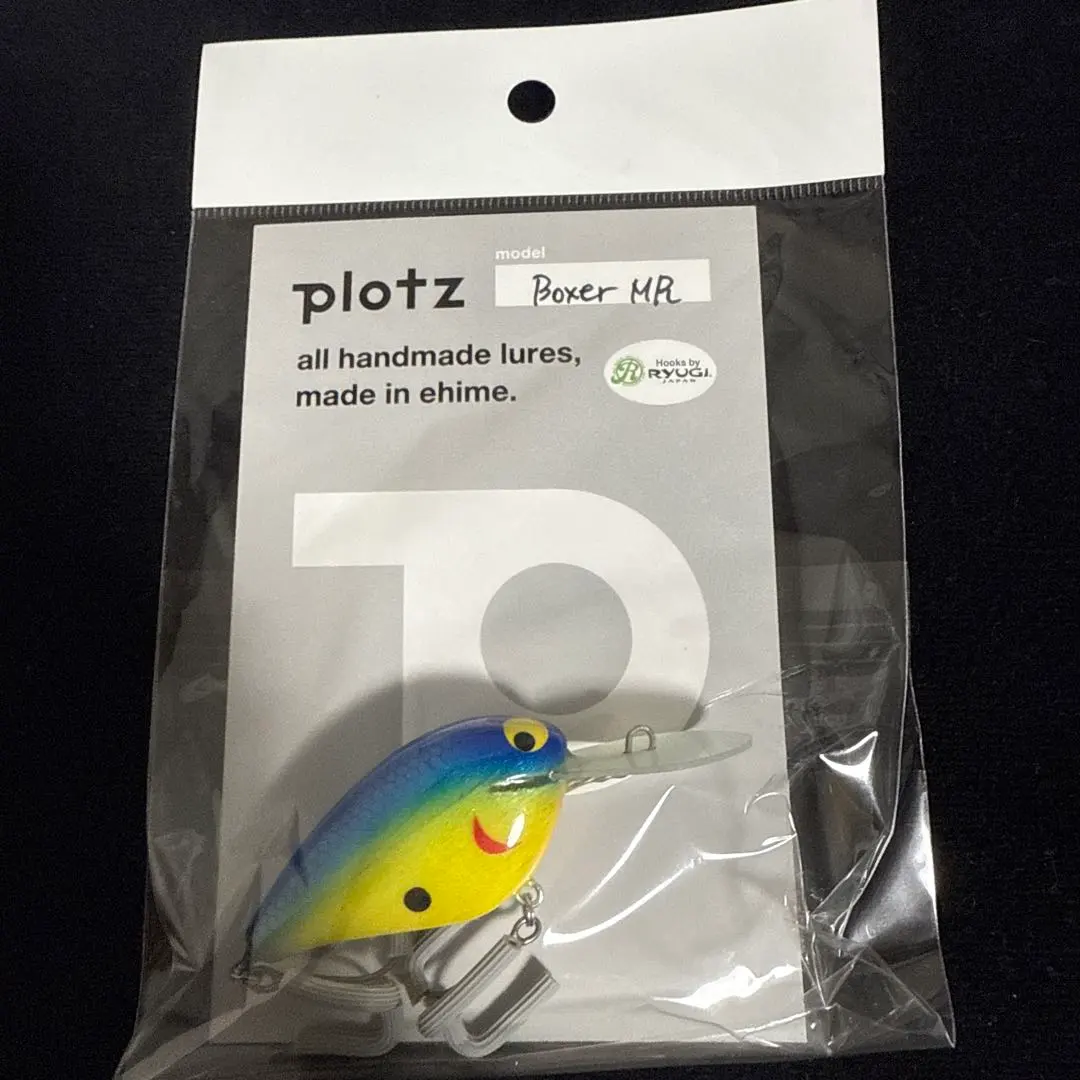 model
plotz
Boxer MR
all handmade lures,
made in ehime.
Hooks by
RYUGI
JAPAN